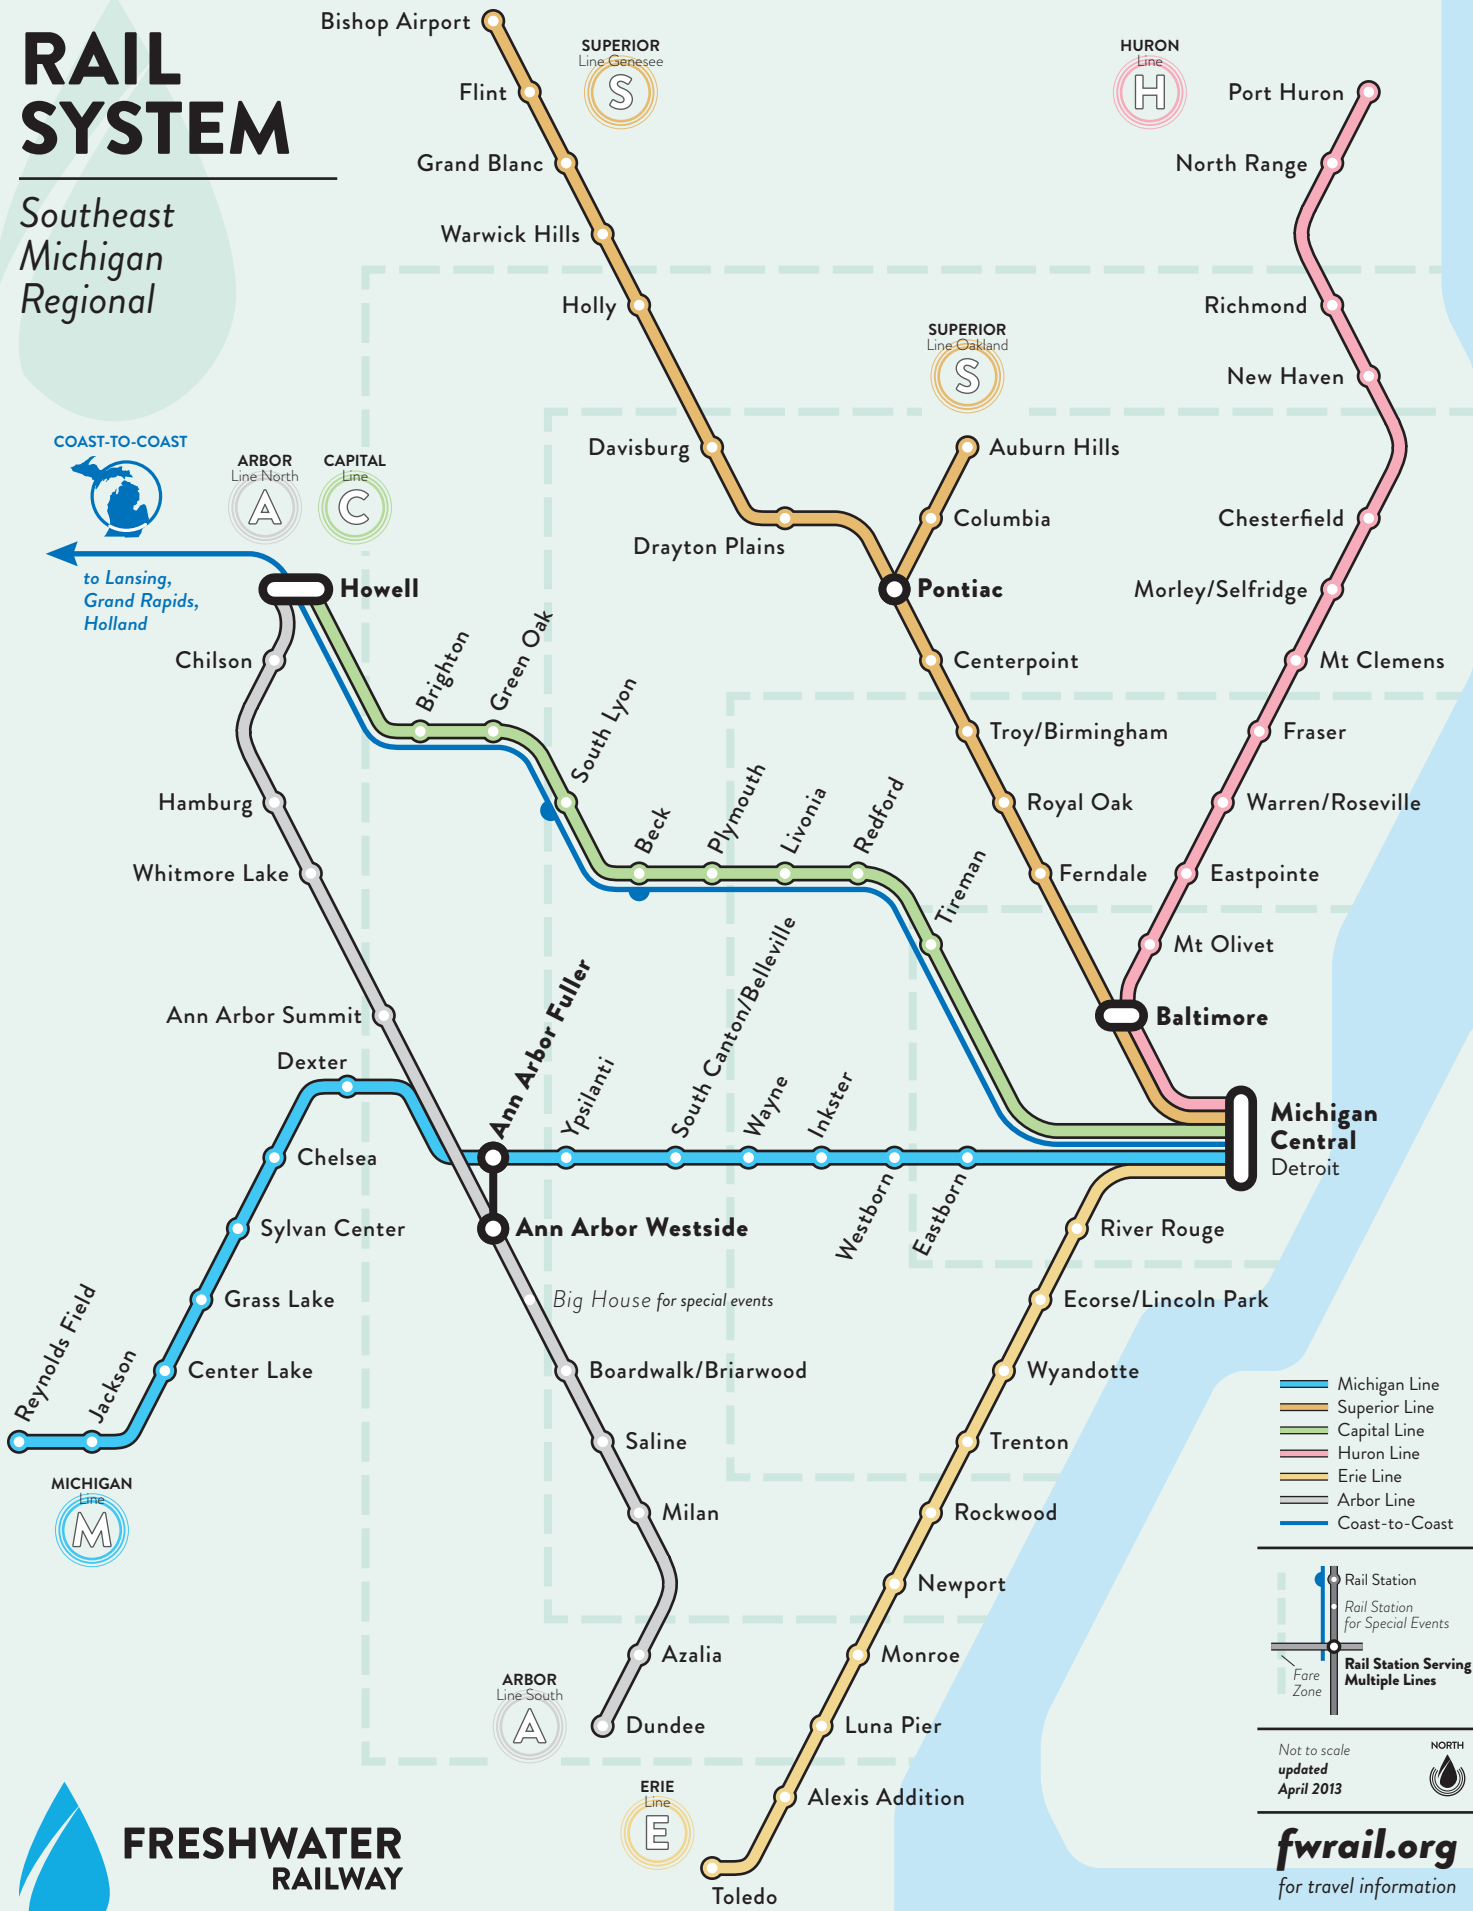 RAIL
SYSTEM
Southeast
Michigan
Regional
Bishop Airport
SUPERIOR
Line Genesee
S
HURON
Line
H
Flint
Port Huron
Grand Blanc
North Range
Warwick Hills
Holly
Richmond
SUPERIOR
Line Oakland
S
New Haven
Davisburg
Auburn Hills
COAST-TO-COAST
ARBOR
Line North
A
CAPITAL
Line
C
Drayton Plains
Columbia
Chesterfield
to Lansing,
Grand Rapids,
Holland
Howell
Pontiac
Morley/Selfridge
Chilson
Brighton
Green Oak
South Lyon
Centerpoint
Mt Clemens
Troy/Birmingham
Fraser
Hamburg
Beck
Plymouth
Livonia
Redford
Tireman
Royal Oak
Warren/Roseville
Whitmore Lake
Ferndale
Eastpointe
Mt Olivet
Ann Arbor Summit
Baltimore
Dexter
Ann Arbor Fuller
Ypsilanti
South Canton/Belleville
Wayne
Inkster
Westborn
Eastborn
Michigan
Central
Detroit
Chelsea
Sylvan Center
Ann Arbor Westside
River Rouge
Grass Lake
Big House for special events
Ecorse/Lincoln Park
Reynolds Field
Jackson
Center Lake
Boardwalk/Briarwood
Wyandotte
Saline
Trenton
MICHIGAN
Line
M
Milan
Rockwood
Newport
Azalia
Monroe
ARBOR
Line South
A
Dundee
Luna Pier
ERIE
Line
E
Alexis Addition
Toledo
Michigan Line
Superior Line
Capital Line
Huron Line
Erie Line
Arbor Line
Coast-to-Coast
Rail Station
Rail Station
for Special Events
Fare
Zone
Rail Station Serving
Multiple Lines
Not to scale
updated
April 2013
NORTH
FRESHWATER
RAILWAY
fwrail.org
for travel information